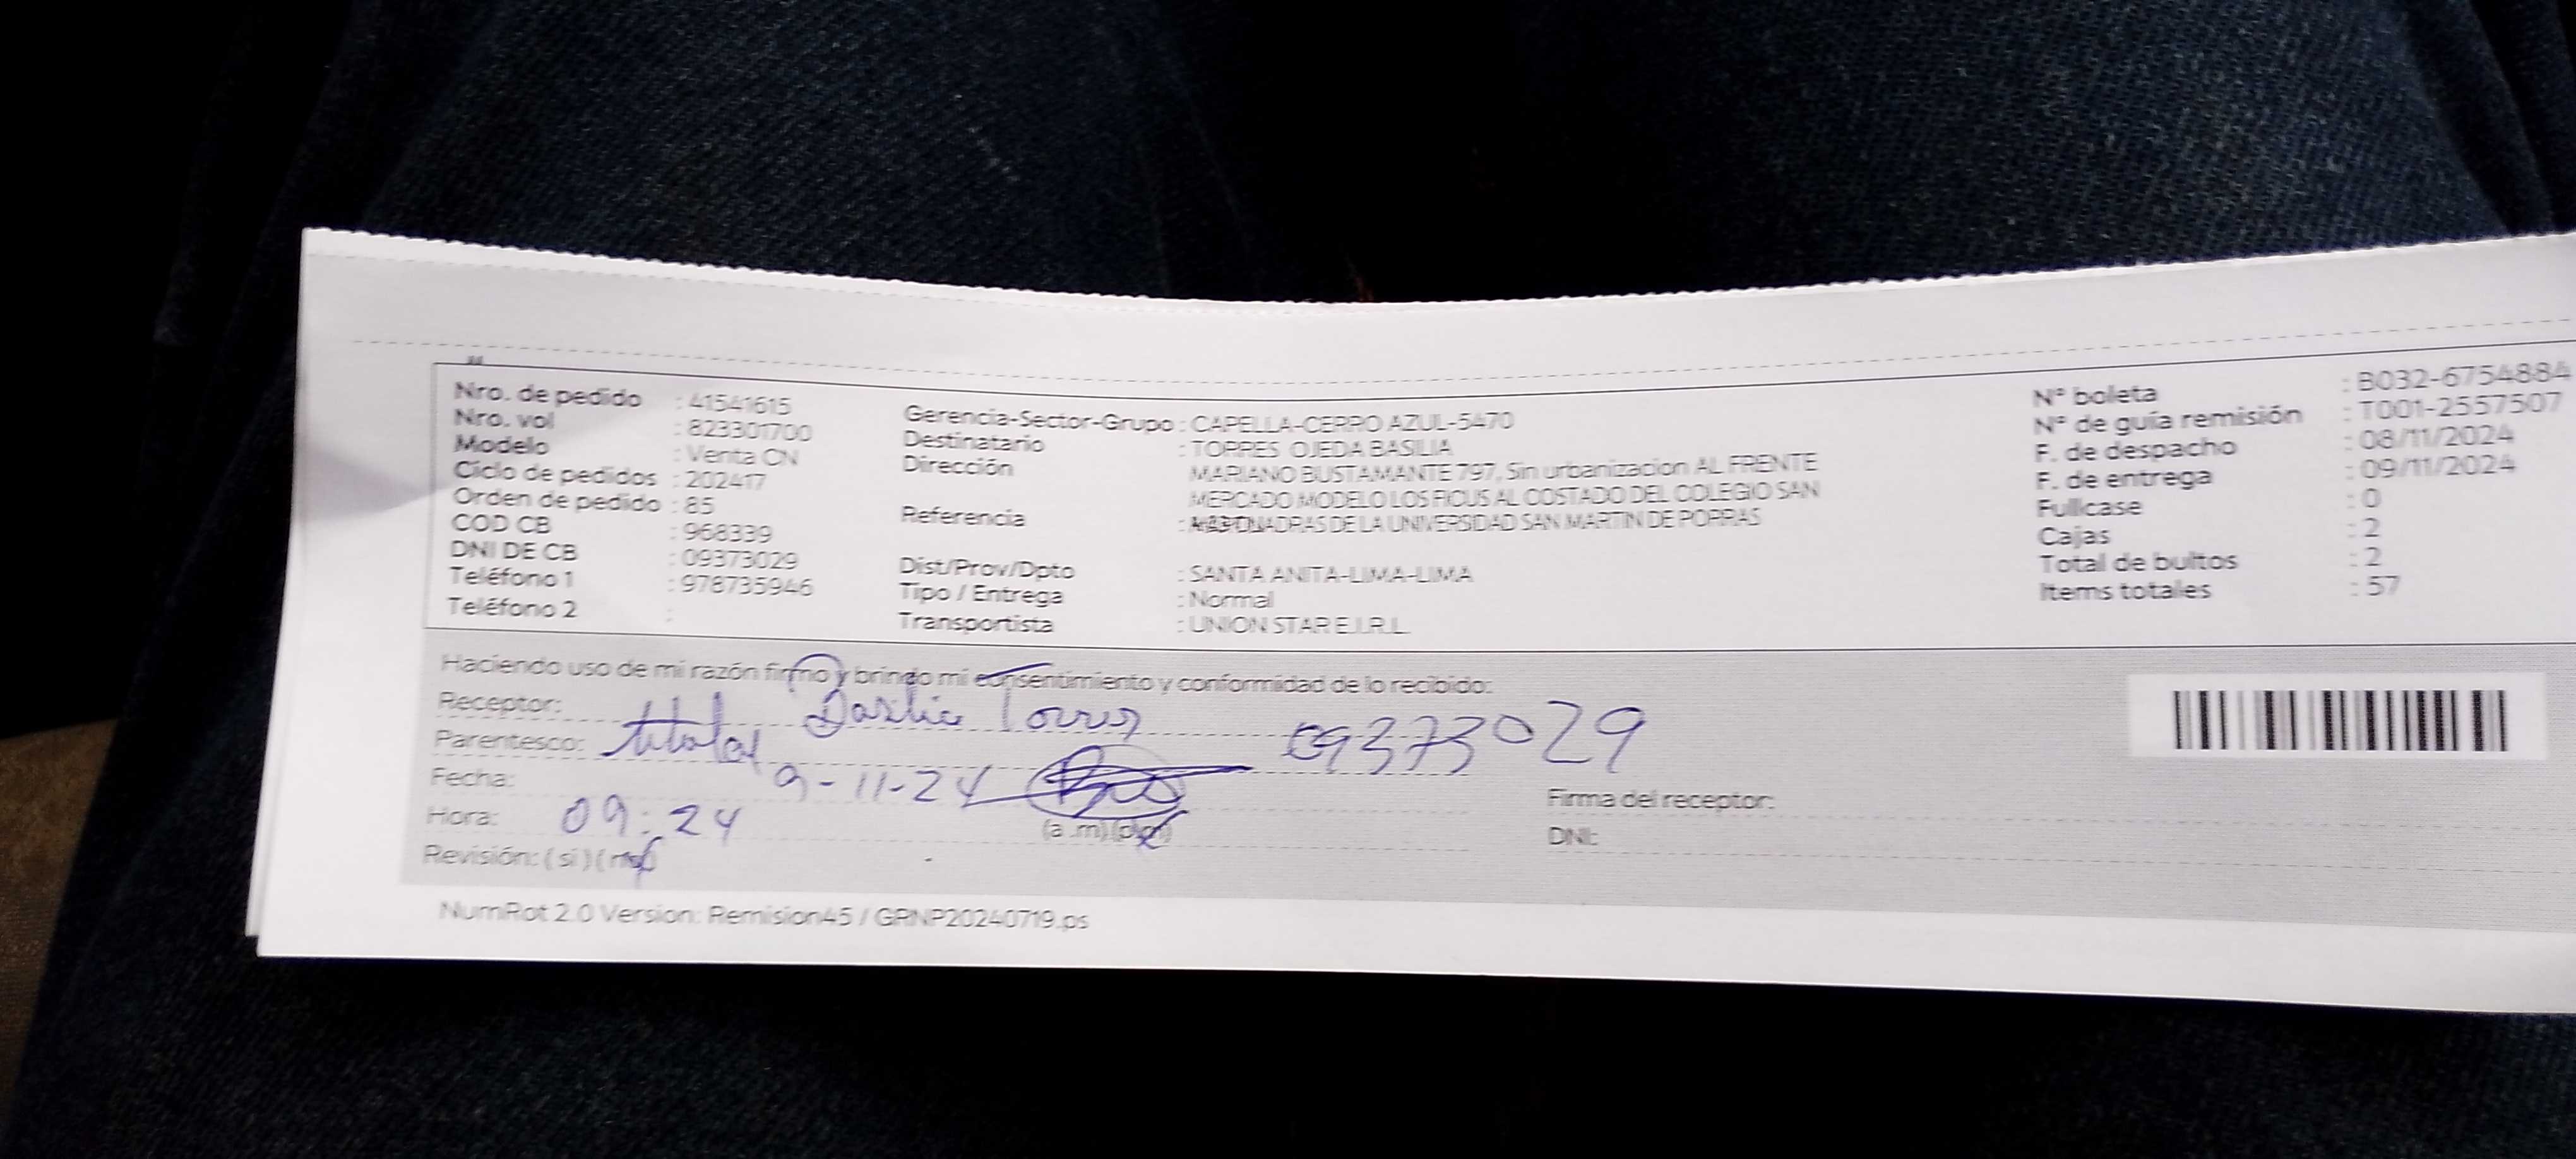 Nro. de pedido : 41541615
Nro. vol : 823301700
Modelo : Venta CN
Ciclo de pedidos : 202417
Orden de pedido : 85
COD CB : 968339
DNI DE CB : 09373029
Teléfono 1 : 978735946
Teléfono 2 :
Gerencia-Sector-Grupo : CAPELLA-CERRO AZUL-5470
Destinatario : TORRES OJEDA BASILIA
Dirección MARIANO BUSTAMANTE 797, Sin urbanizacion AL FRENTE
MERCADO MODELO LOS FICUS AL COSTADO DEL COLEGIO SAN
Referencia : DE LA UNIVERSIDAD SAN MARTIN DE PORRAS
Dist/Prov/Dpto : SANTA ANITA-LIMA-LIMA
Tipo / Entrega : Normal
Transportista : UNION STAR E.I.R.L.
N° boleta : B032-6754884
N° de guía remisión : T001-2557507
F. de despacho : 08/11/2024
F. de entrega : 09/11/2024
Fullcase : 0
Cajas : 2
Total de bultos : 2
Items totales : 57
Haciendo uso de mi razón firmo y brindo mi consentimiento y conformidad de lo recibido:
Receptor: Torres
Parentesco: titular 09373029
Fecha: 9-11-24
Hora: 09:24 (a .m)
Revisión: ( si )
Firma del receptor:
DNI:
NumRot 2.0 Version: Remision45 / GRNP20240719.ps